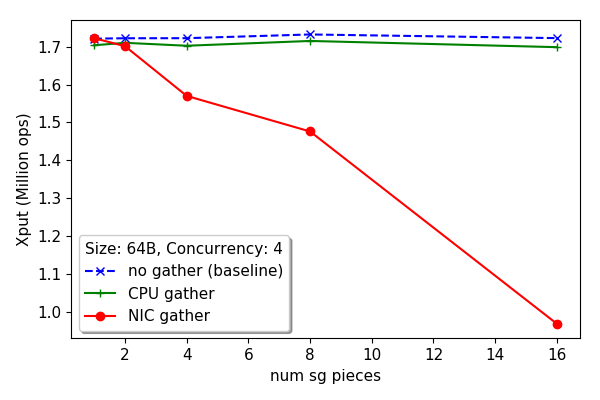 1.7
1.6
1.5
1.4
1.3
1.2
1.1
1.0
Xput (Million ops)
Size: 64B, Concurrency: 4
no gather (baseline)
CPU gather
NIC gather
2 4 6 8 10 12 14 16
num sg pieces